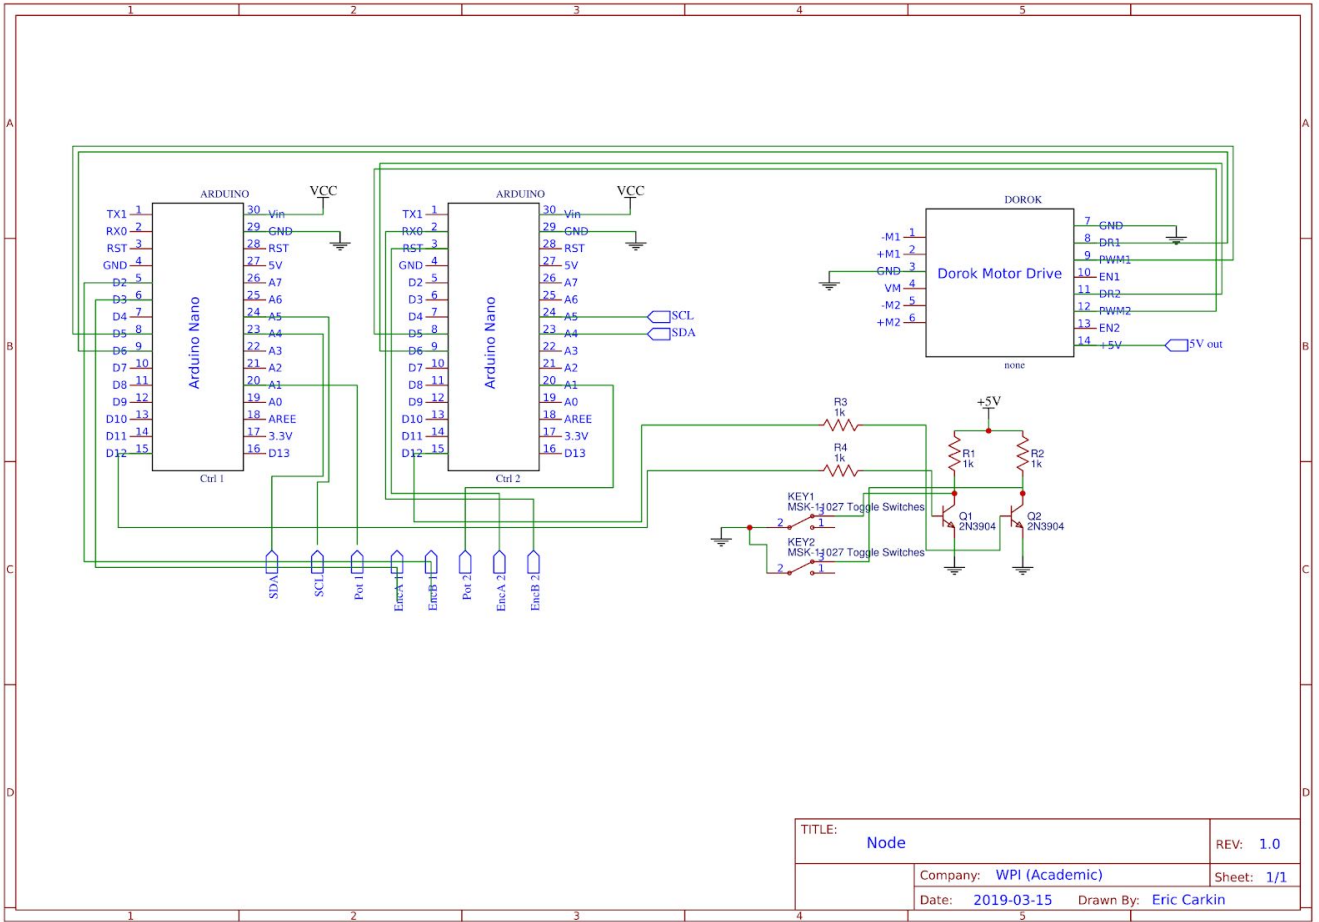 1 2 3 4 5
A A
B B
C C
D D
1 2 3 4 5
ARDUINO
VCC
TX1 1
RX0 2
RST 3
GND 4
D2 5
D3 6
D4 7
D5 8
D6 9
D7 10
D8 11
D9 12
D10 13
D11 14
D12 15
Arduino Nano
30 Vin
29 GND
28 RST
27 5V
26 A7
25 A6
24 A5
23 A4
22 A3
21 A2
20 A1
19 A0
18 AREE
17 3.3V
16 D13
Ctrl 1
ARDUINO
VCC
TX1 1
RX0 2
RST 3
GND 4
D2 5
D3 6
D4 7
D5 8
D6 9
D7 10
D8 11
D9 12
D10 13
D11 14
D12 15
Arduino Nano
30 Vin
29 GND
28 RST
27 5V
26 A7
25 A6
24 A5
23 A4
22 A3
21 A2
20 A1
19 A0
18 AREE
17 3.3V
16 D13
Ctrl 2
SCL
SDA
DOROK
-M1 1
+M1 2
GND 3
VM 4
-M2 5
+M2 6
Dorok Motor Drive
7 GND
8 DR1
9 PWM1
10 EN1
11 DR2
12 PWM2
13 EN2
14 +5V
5V out
none
+5V
R3
1k
R4
1k
R1
1k
R2
1k
KEY1
MSK-11027 Toggle Switches
2 3 1
KEY2
MSK-11027 Toggle Switches
2 3 1
Q1
2N3904
Q2
2N3904
SDA
SCL
Pot 1
EncA 1
EncB 1
Pot 2
EncA 2
EncB 2
TITLE:
Node
REV: 1.0
Company: WPI (Academic)
Sheet: 1/1
Date: 2019-03-15 Drawn By: Eric Carkin